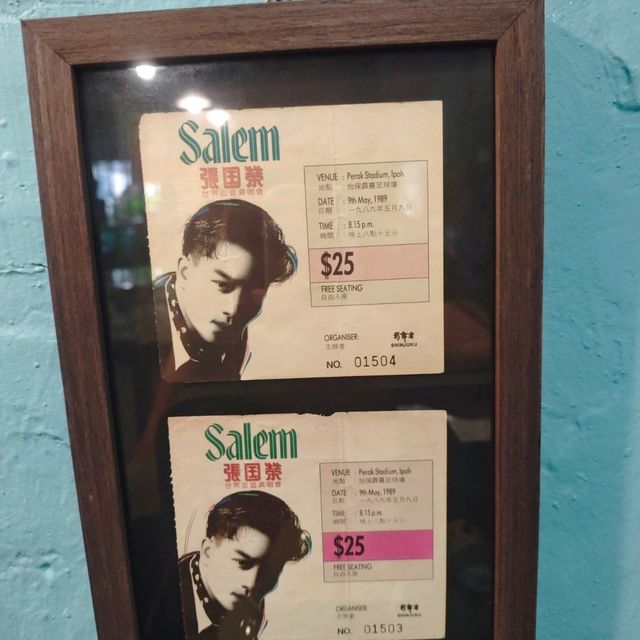 Salem
張国榮
世界巡迴演唱會
VENUE : Perak Stadium, Ipoh
地點 : 怡保霹靂足球場
DATE : 9th May, 1989
日期 : 一九八九年五月九日
TIME : 8.15 p.m.
時間 : 晚上八點十五分
$25
FREE SEATING
自由入座
ORGANISER:
主辦者
SHINJUKU
NO. 01504
Salem
張国榮
世界巡迴演唱會
VENUE : Perak Stadium, Ipoh
地點 : 怡保霹靂足球場
DATE : 9th May, 1989
日期 : 一九八九年五月九日
TIME : 8.15 p.m.
時間 : 晚上八點十五分
$25
FREE SEATING
自由入座
ORGANISER:
主辦者
SHINJUKU
NO. 01503